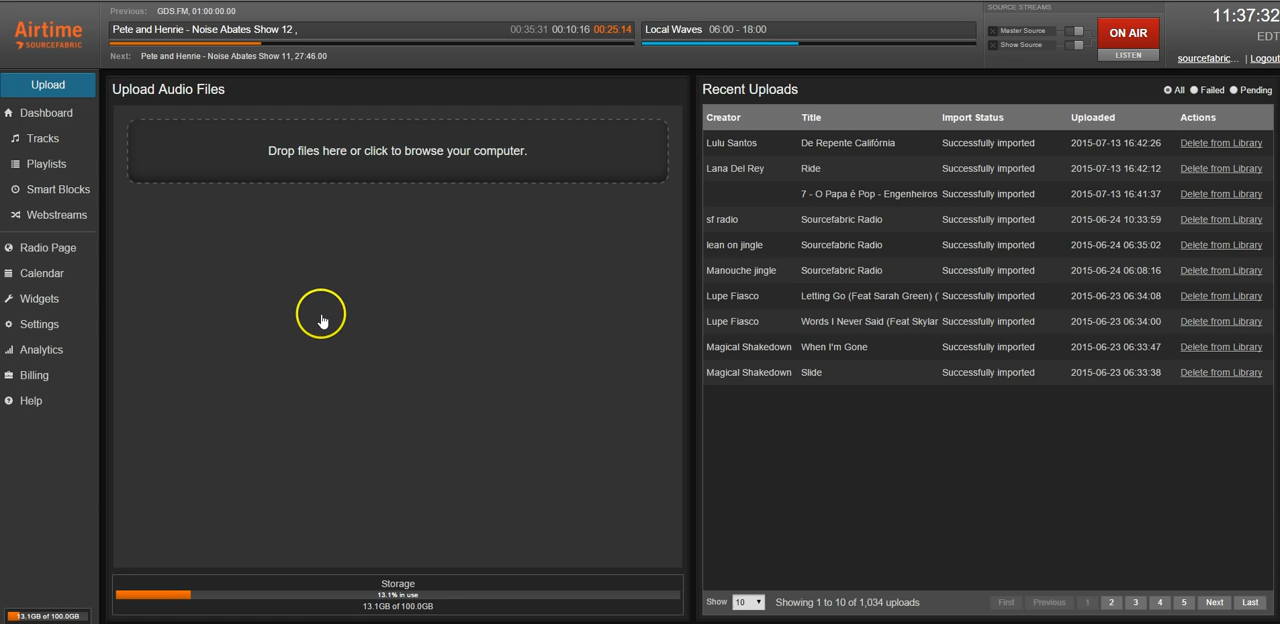 Airtime
SOURCEFABRIC
Previous: GDS.FM, 01:00:00.00
Pete and Henrie - Noise Abates Show 12 , 00:35:31 00:10:16 00:25:14
Next: Pete and Henrie - Noise Abates Show 11, 27:46.00
Local Waves 06:00 - 18:00
SOURCE STREAMS
Master Source
Show Source
ON AIR
LISTEN
11:37:32
EDT
sourcefabric... | Logout
Upload
Dashboard
Tracks
Playlists
Smart Blocks
Webstreams
Radio Page
Calendar
Widgets
Settings
Analytics
Billing
Help
13.1GB of 100.0GB
Upload Audio Files
Drop files here or click to browse your computer.
Storage
13.1% in use
13.1GB of 100.0GB
Recent Uploads
All Failed Pending
Creator Title Import Status Uploaded Actions
Lulu Santos De Repente Califórnia Successfully imported 2015-07-13 16:42:26 Delete from Library
Lana Del Rey Ride Successfully imported 2015-07-13 16:42:12 Delete from Library
7 - O Papa é Pop - Engenheiros Successfully imported 2015-07-13 16:41:37 Delete from Library
sf radio Sourcefabric Radio Successfully imported 2015-06-24 10:33:59 Delete from Library
lean on jingle Sourcefabric Radio Successfully imported 2015-06-24 06:35:02 Delete from Library
Manouche jingle Sourcefabric Radio Successfully imported 2015-06-24 06:08:16 Delete from Library
Lupe Fiasco Letting Go (Feat Sarah Green) ( Successfully imported 2015-06-23 06:34:08 Delete from Library
Lupe Fiasco Words I Never Said (Feat Skylar Successfully imported 2015-06-23 06:34:00 Delete from Library
Magical Shakedown When I'm Gone Successfully imported 2015-06-23 06:33:47 Delete from Library
Magical Shakedown Slide Successfully imported 2015-06-23 06:33:38 Delete from Library
Show 10 Showing 1 to 10 of 1,034 uploads First Previous 1 2 3 4 5 Next Last